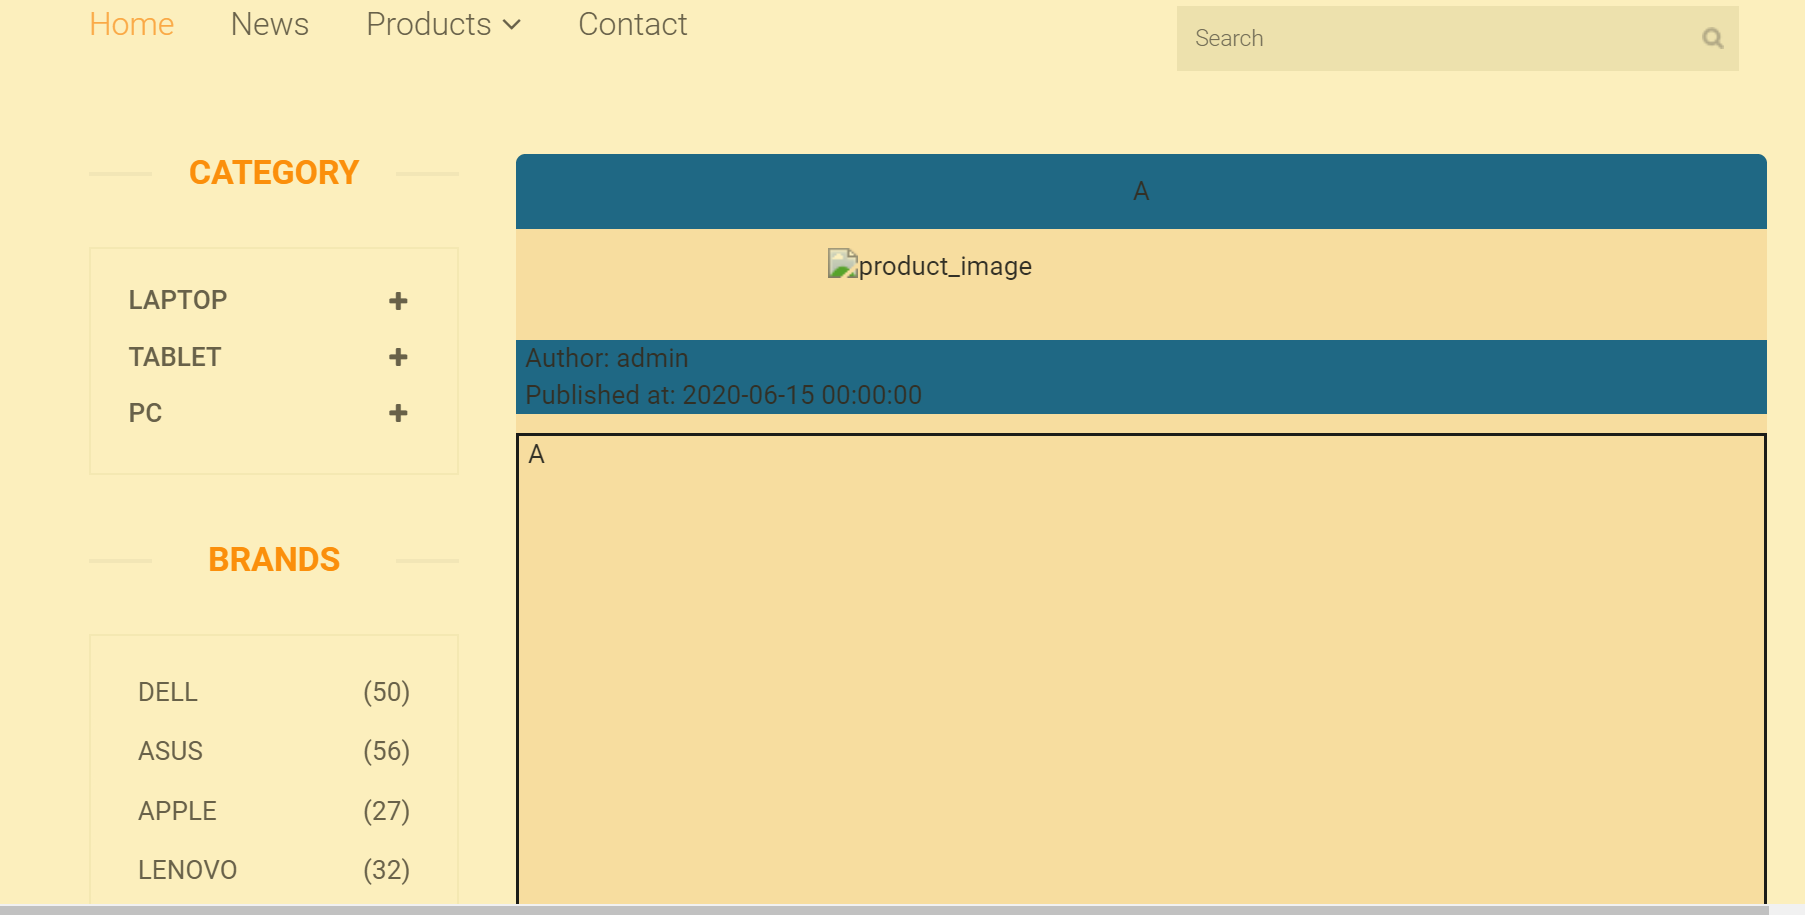 Home News Products Contact
Search
CATEGORY
LAPTOP
TABLET
PC
BRANDS
DELL (50)
ASUS (56)
APPLE (27)
LENOVO (32)
A
product_image
Author: admin
Published at: 2020-06-15 00:00:00
A